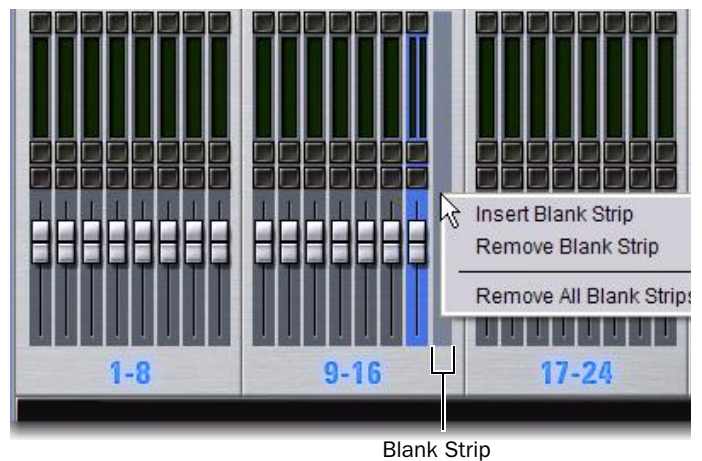 Insert Blank Strip
Remove Blank Strip
Remove All Blank Strips
1-8
9-16
17-24
Blank Strip